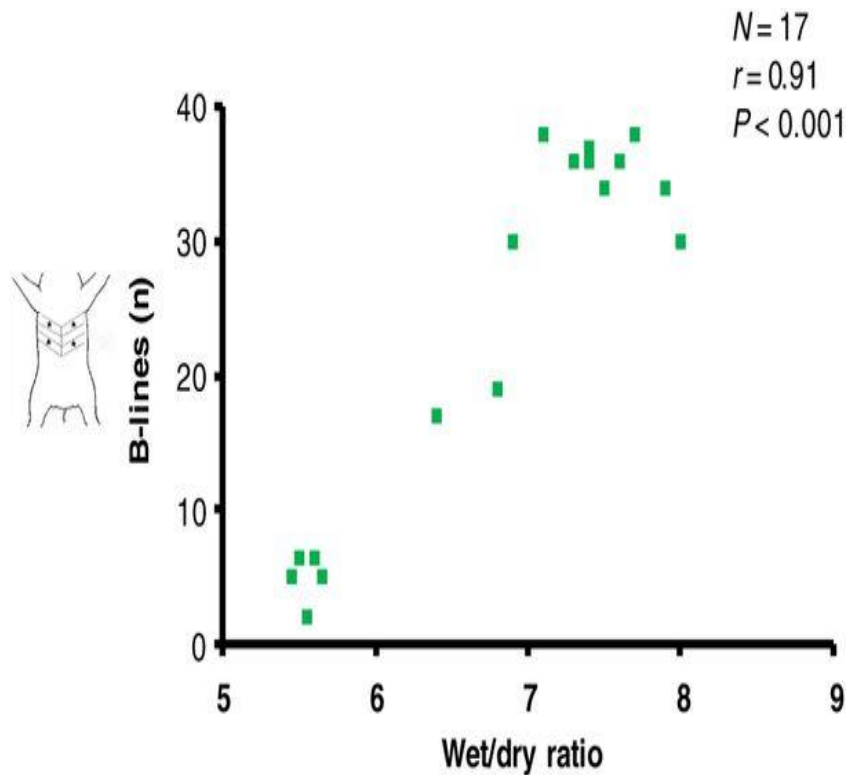 N = 17
r = 0.91
P < 0.001
40
30
20
10
0
B-lines (n)
5 6 7 8 9
Wet/dry ratio